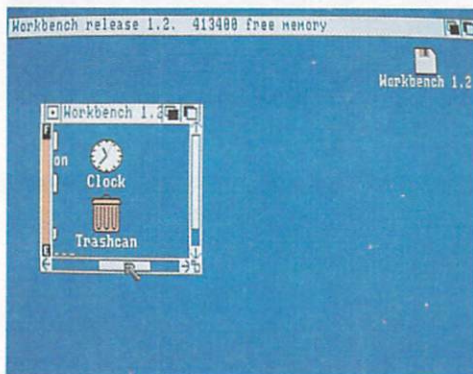 Workbench release 1.2. 413400 free memory
Workbench 1.2
Workbench 1.2
F
on
Clock
Trashcan
E